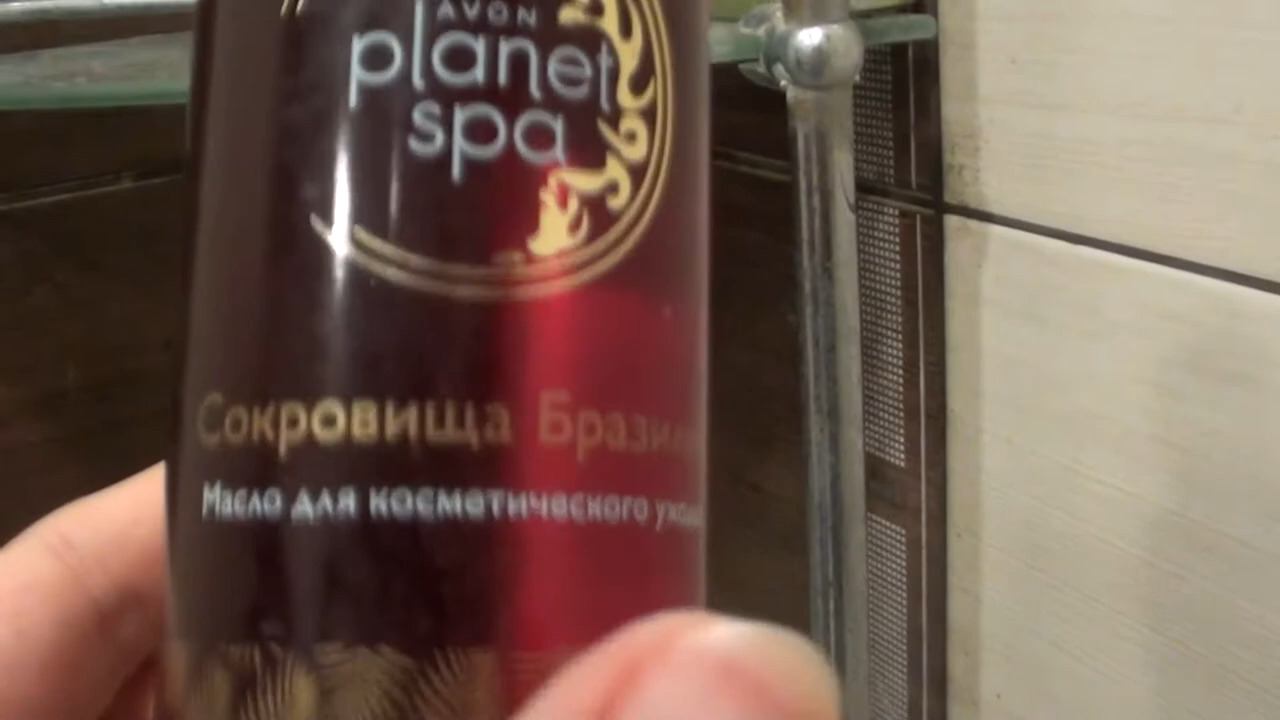 AVON
planet
spa
Сокровища
Масло для косметического